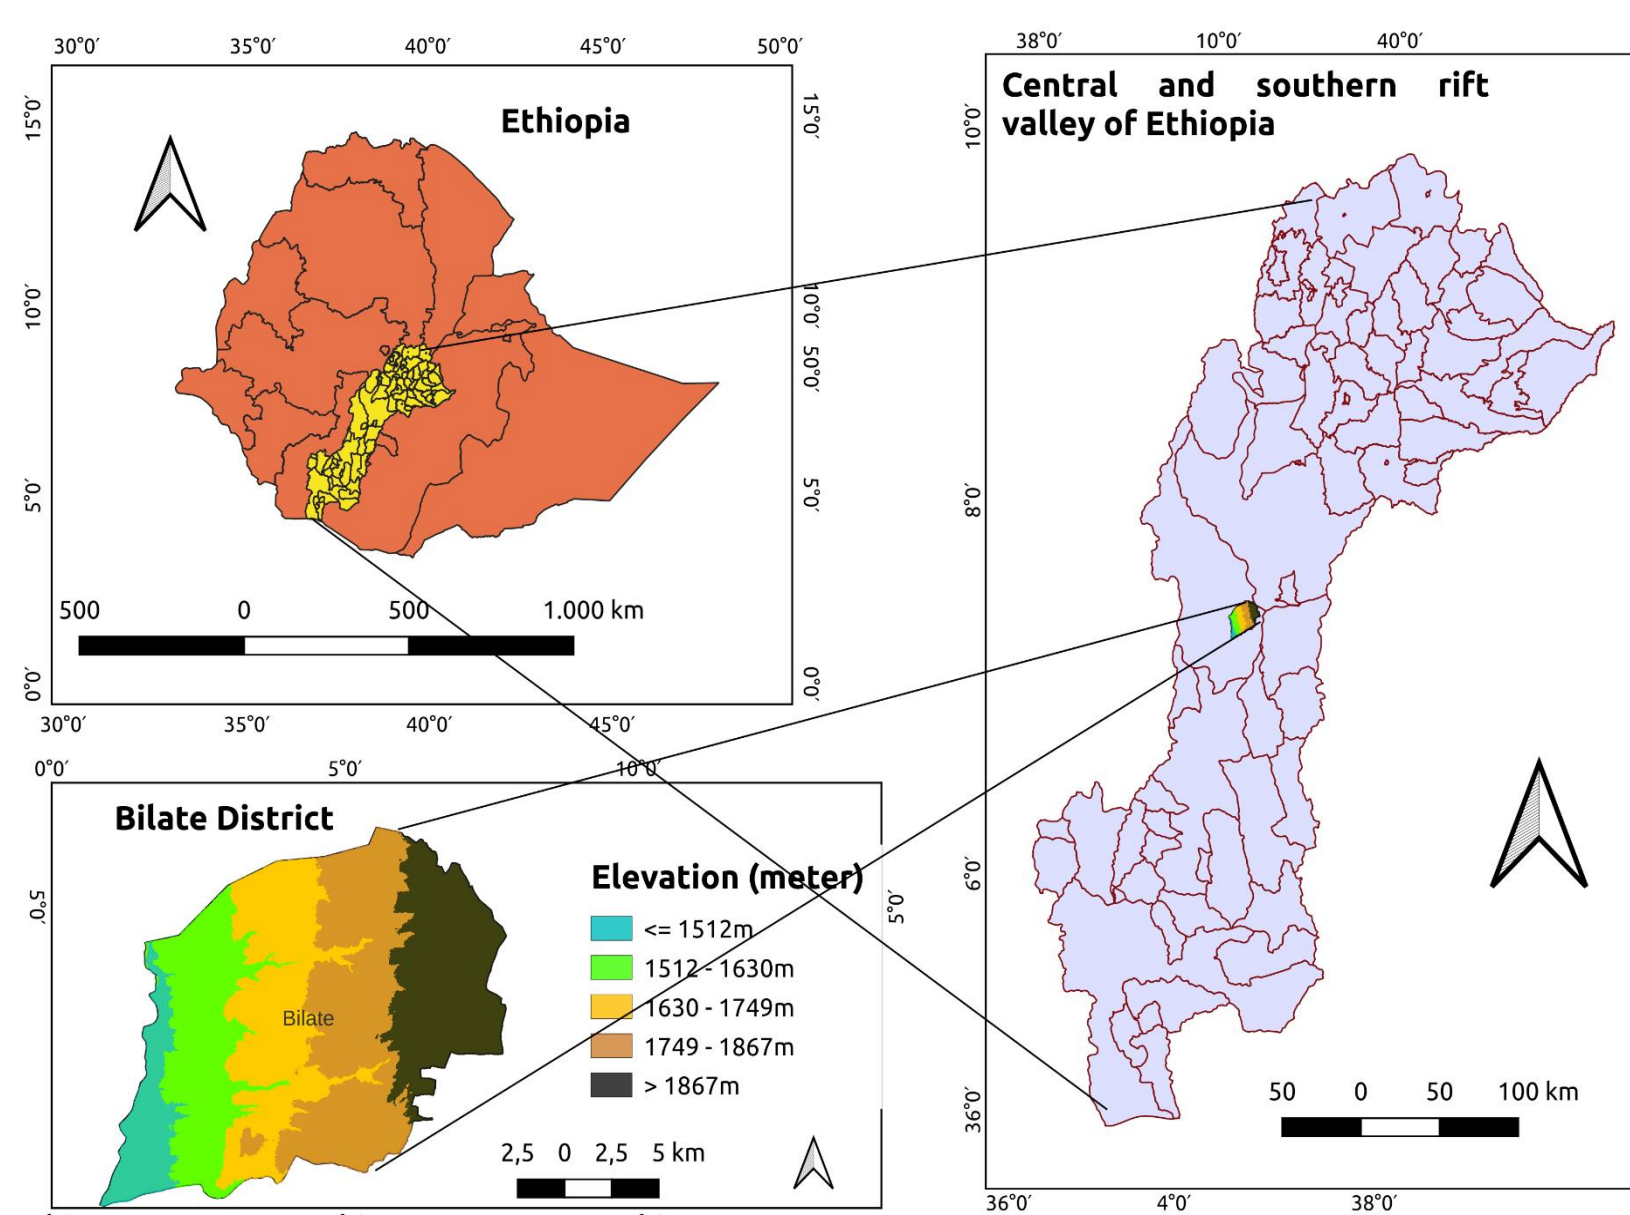 30°0′ 35°0′ 40°0′ 45°0′ 50°0′
15°0′
10°0′
5°0′
0°0′
Ethiopia
15°0′
10°0′
50°0′
5°0′
0°0′
500 0 500 1.000 km
30°0′ 35°0′ 40°0′ 45°0′
38°0′ 10°0′ 40°0′
Central and southern rift
valley of Ethiopia
10°0′
8°0′
6°0′
36°0′
50 0 50 100 km
36°0′ 4°0′ 38°0′
0°0′ 5°0′ 10°0′
Bilate District
5°0′
Bilate
Elevation (meter)
<= 1512m
1512 - 1630m
1630 - 1749m
1749 - 1867m
> 1867m
2,5 0 2,5 5 km